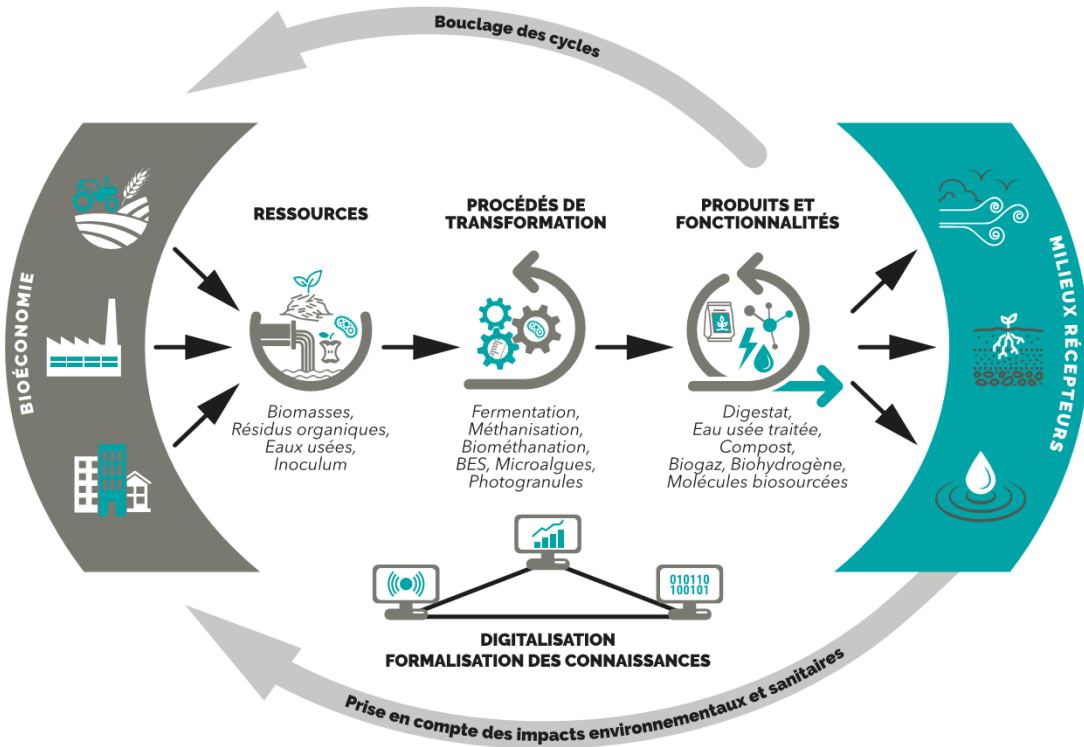 Bouclage des cycles
BIOÉCONOMIE
RESSOURCES
Biomasses,
Résidus organiques,
Eaux usées,
Inoculum
PROCÉDÉS DE
TRANSFORMATION
Fermentation,
Méthanisation,
Biométhanation,
BES, Microalgues,
Photogranules
PRODUITS ET
FONCTIONNALITÉS
Digestat,
Eau usée traitée,
Compost,
Biogaz, Biohydrogène,
Molécules biosourcées
MILIEUX RÉCEPTEURS
010110
100101
DIGITALISATION
FORMALISATION DES CONNAISSANCES
Prise en compte des impacts environnementaux et sanitaires